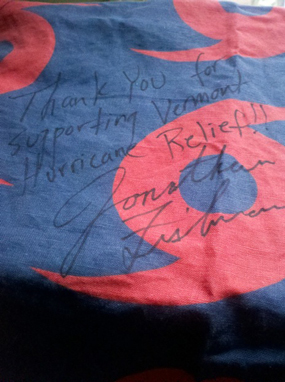 Thank You for
supporting Vermont
Hurricane Relief!!
Jonathan
Fishman